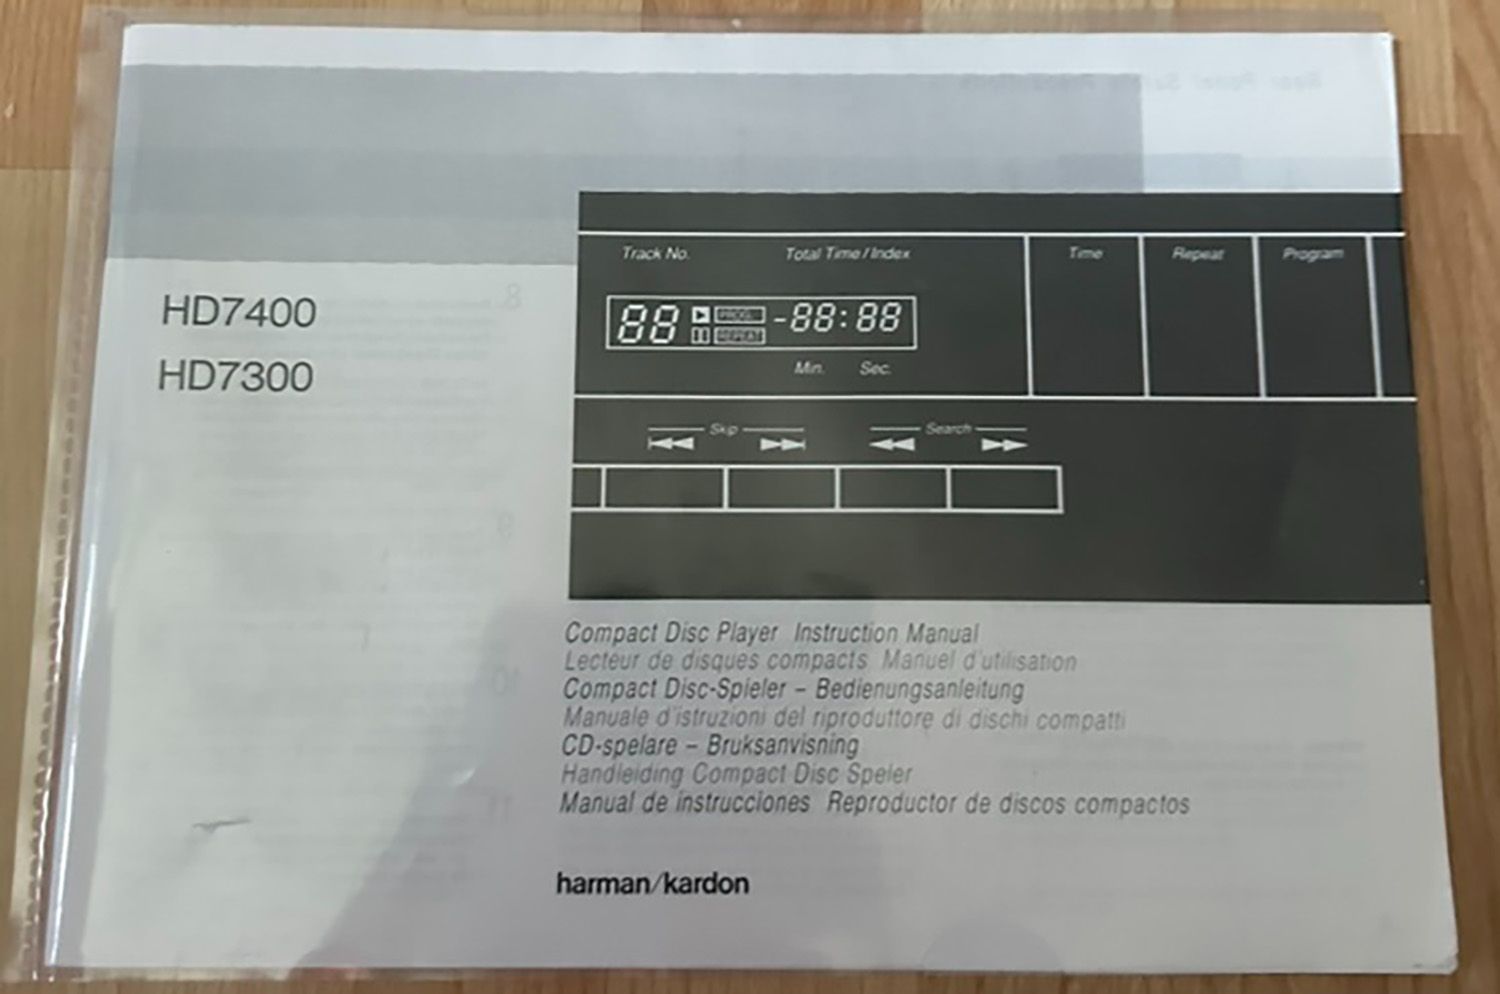 HD7400
HD7300
Track No. Total Time/Index Time Repeat Program
88 PROG. -88:88
REPEAT
Min. Sec.
Skip Search
Compact Disc Player Instruction Manual
Lecteur de disques compacts Manuel d'utilisation
Compact Disc-Spieler – Bedienungsanleitung
Manuale d'istruzioni del riproduttore di dischi compatti
CD-spelare – Bruksanvisning
Handleiding Compact Disc Speler
Manual de instrucciones Reproductor de discos compactos
harman/kardon